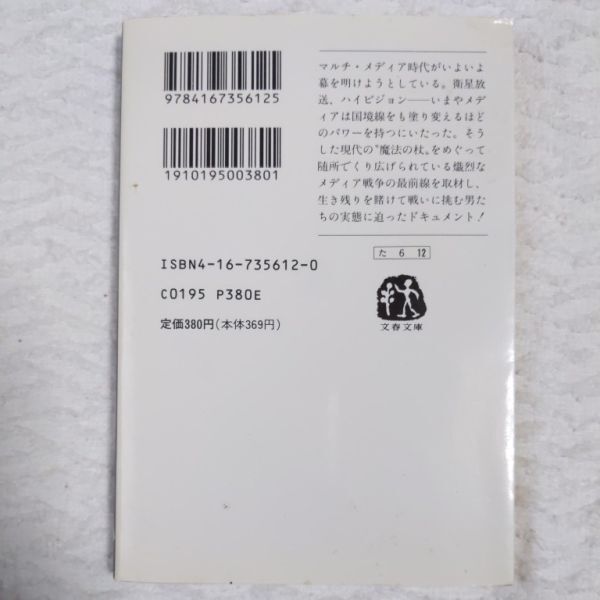 9784167356125
1910195003801
ISBN4-16-735612-0
C0195 P380E
定価380円(本体369円)
マルチ・メディア時代がいよいよ
幕を明けようとしている。衛星放
送、ハイビジョン──いまやメデ
ィアは国境線をも塗り変えるほど
のパワーを持つにいたった。そう
した現代の〝魔法の杖〟をめぐって
随所でくり広げられている熾烈な
メディア戦争の最前線を取材し、
生き残りを賭けて戦いに挑む男た
ちの実態に迫ったドキュメント!
た 6 12
文春文庫